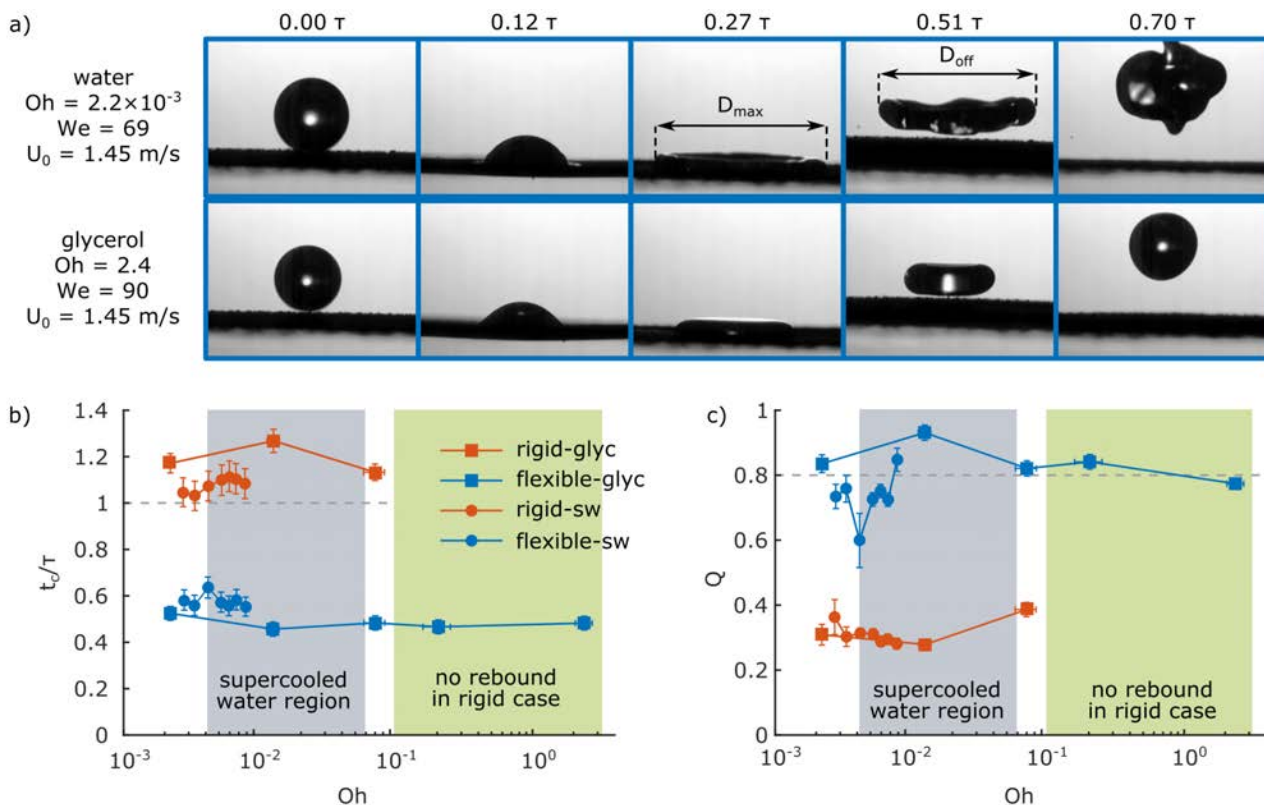 a)
0.00 τ 0.12 τ 0.27 τ 0.51 τ 0.70 τ
water
Oh = 2.2×10⁻³
We = 69
U₀ = 1.45 m/s
D_max
D_off
glycerol
Oh = 2.4
We = 90
U₀ = 1.45 m/s
b)
1.4
1.2
1
0.8
0.6
0.4
0.2
0
t_c/τ
rigid-glyc
flexible-glyc
rigid-sw
flexible-sw
supercooled
water region
no rebound
in rigid case
10⁻³ 10⁻² 10⁻¹ 10⁰
Oh
c)
1
0.8
0.6
0.4
0.2
0
Q
supercooled
water region
no rebound
in rigid case
10⁻³ 10⁻² 10⁻¹ 10⁰
Oh